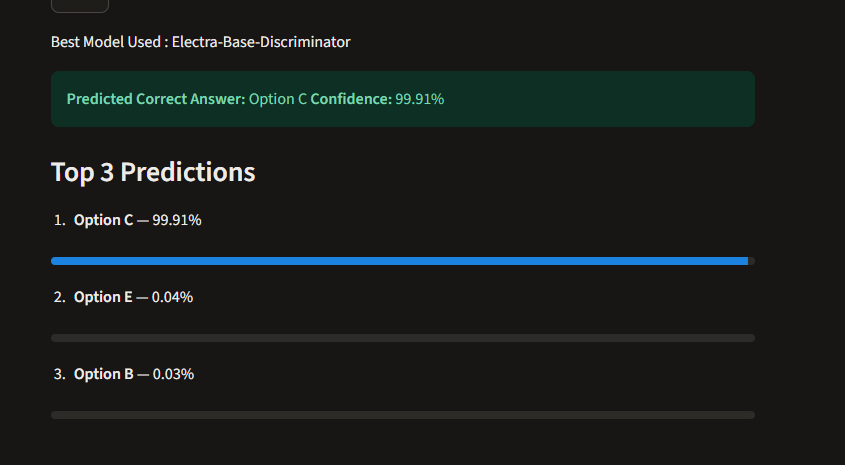 Best Model Used : Electra-Base-Discriminator
Predicted Correct Answer: Option C Confidence: 99.91%
Top 3 Predictions
1. Option C — 99.91%
2. Option E — 0.04%
3. Option B — 0.03%